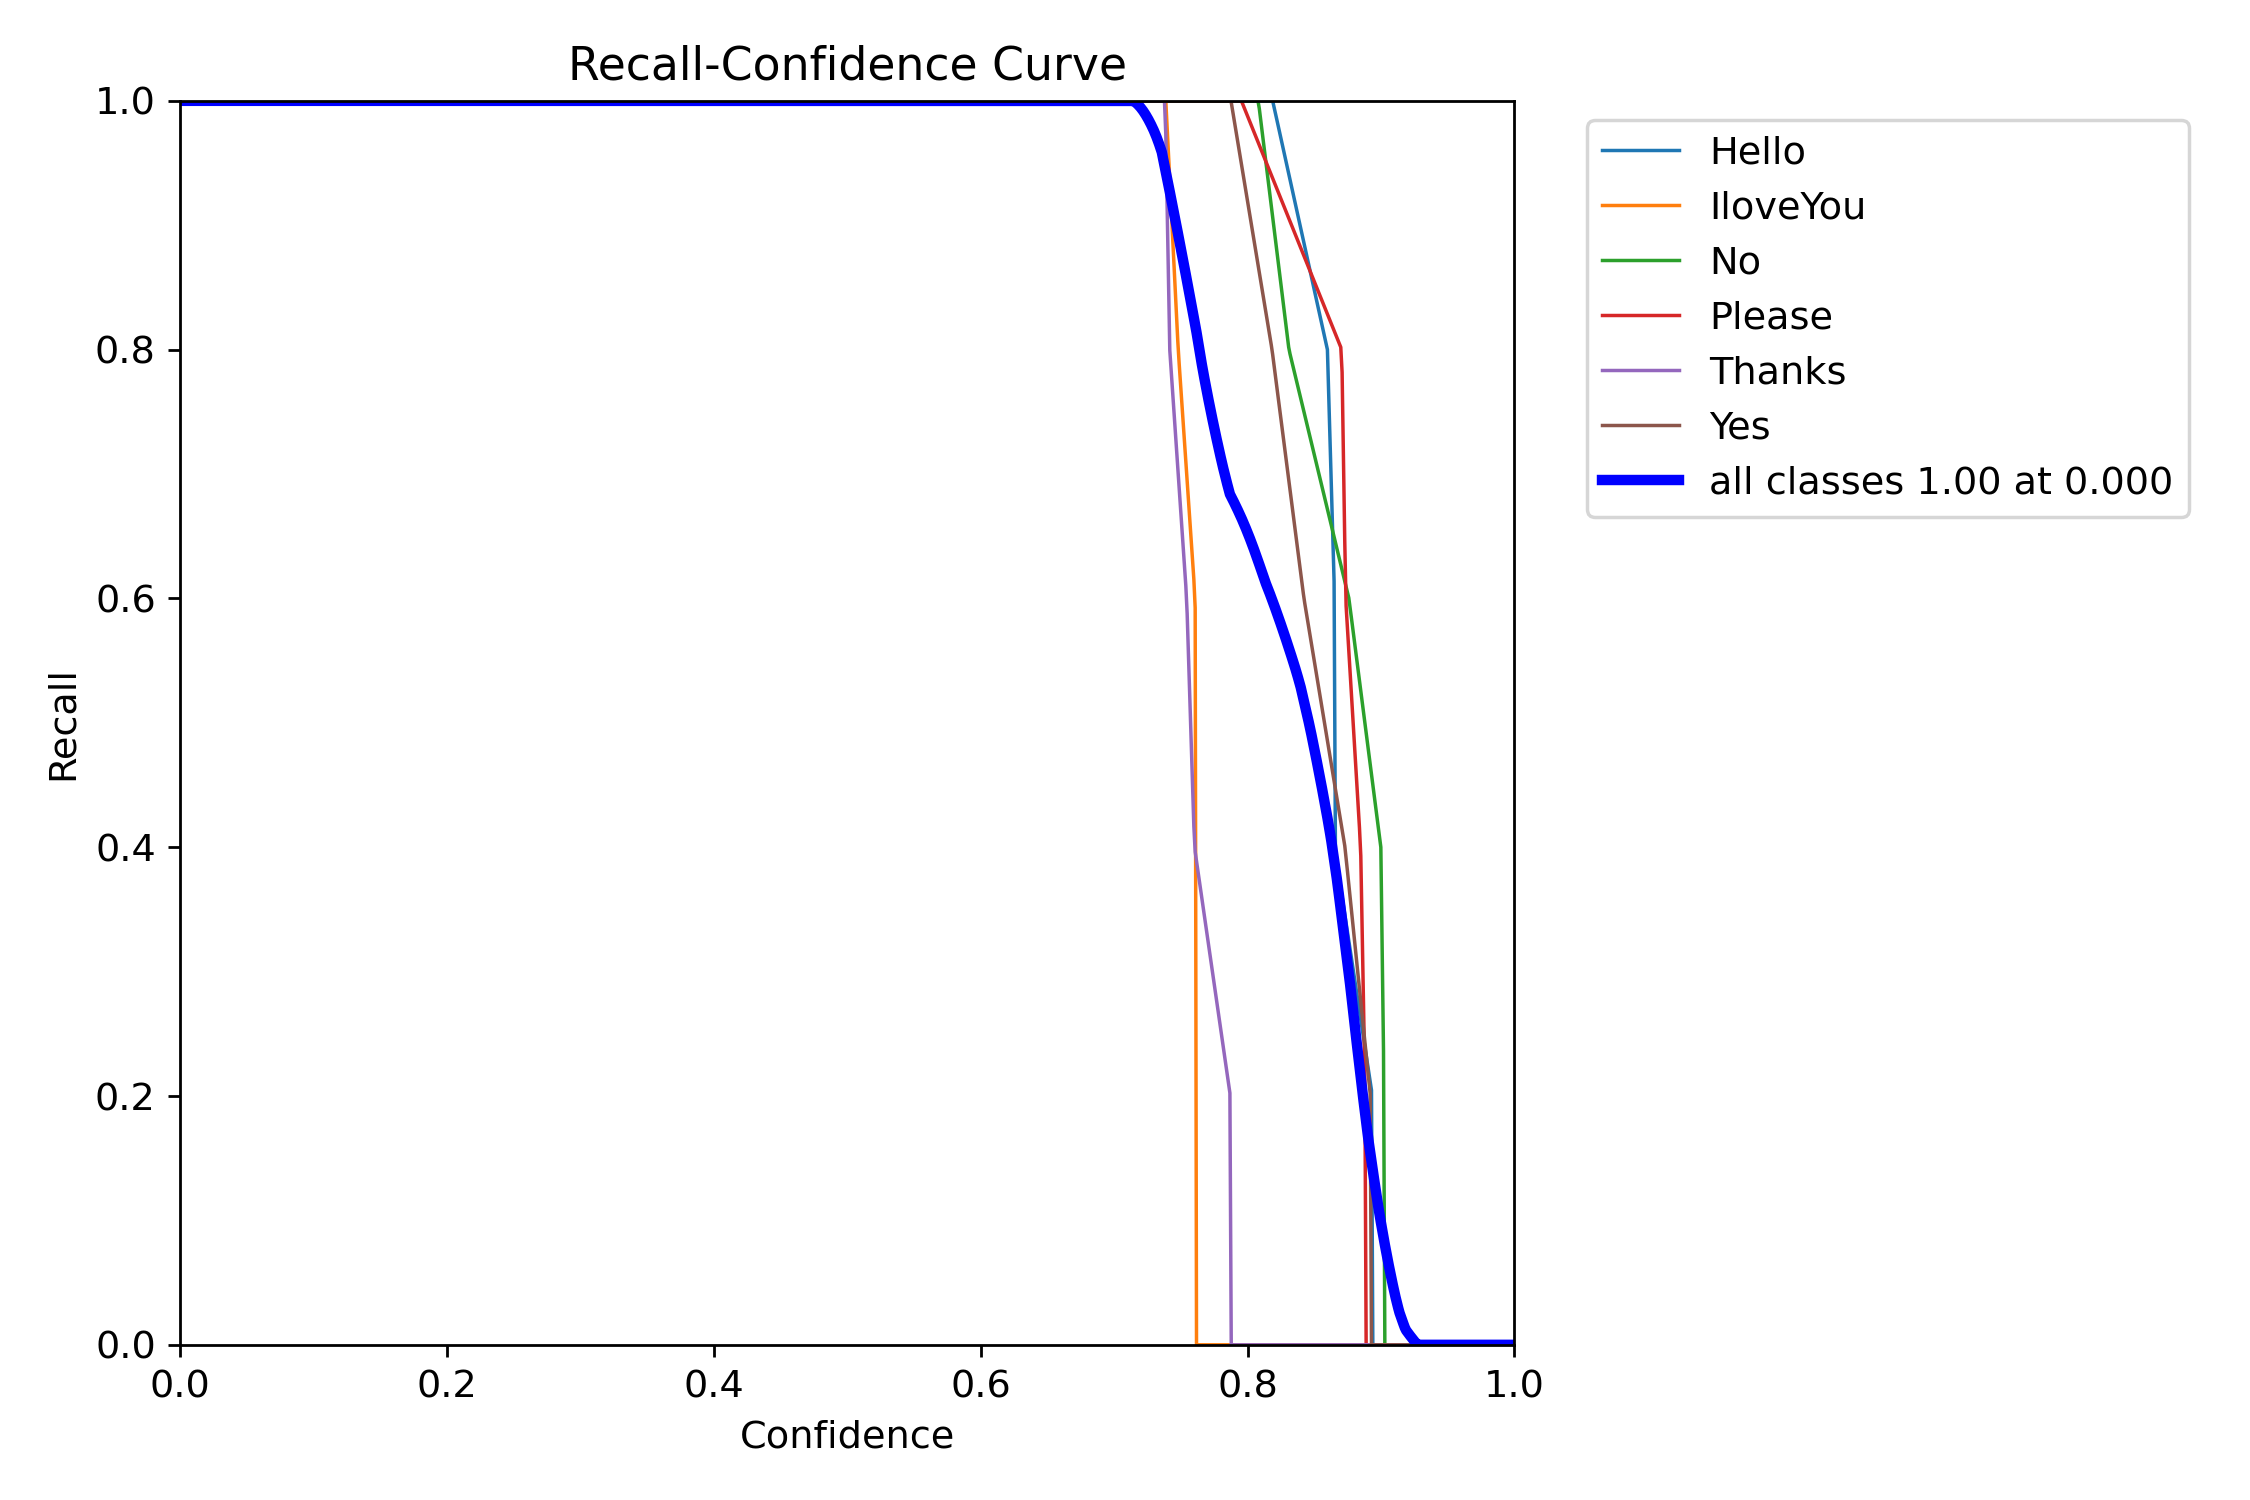 Recall-Confidence Curve
1.0
0.8
0.6
0.4
0.2
0.0
Recall
0.0 0.2 0.4 0.6 0.8 1.0
Confidence
Hello
IloveYou
No
Please
Thanks
Yes
all classes 1.00 at 0.000